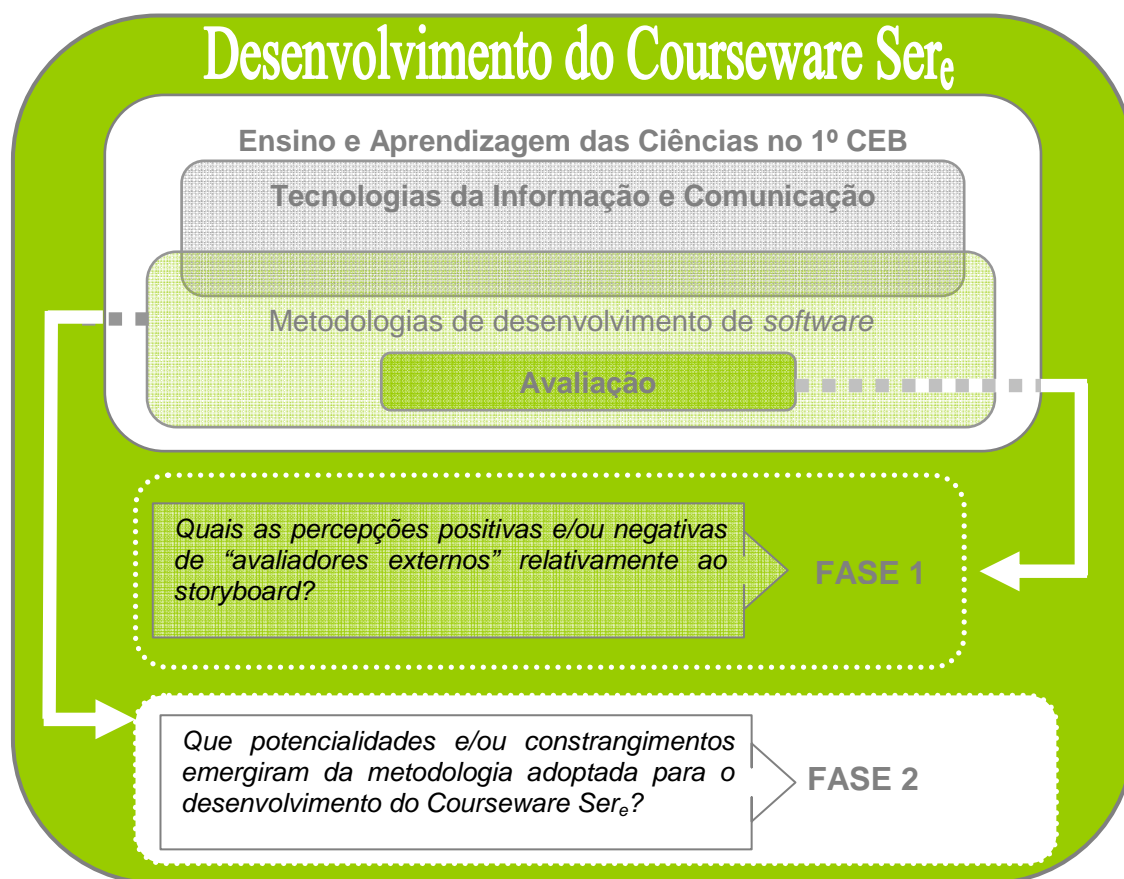 Desenvolvimento do Courseware Sere
Ensino e Aprendizagem das Ciências no 1º CEB
Tecnologias da Informação e Comunicação
Metodologias de desenvolvimento de software
Avaliação
Quais as percepções positivas e/ou negativas
de “avaliadores externos” relativamente ao
storyboard?
FASE 1
Que potencialidades e/ou constrangimentos
emergiram da metodologia adoptada para o
desenvolvimento do Courseware Sere?
FASE 2